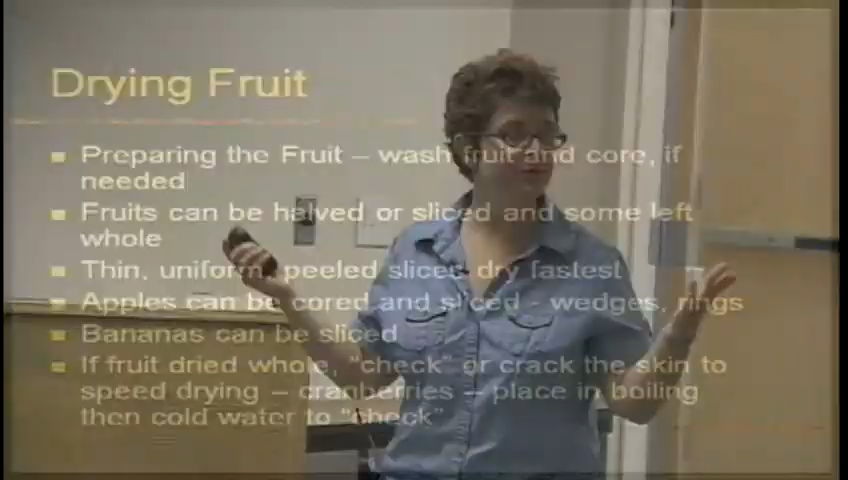 Drying Fruit
Preparing the Fruit – wash fruit and core, if
needed
Fruits can be halved or sliced and some left
whole
Thin, uniform, peeled sliced dry fastest
Apples can be cored and sliced - wedges, rings
Bananas can be sliced
If fruit dried whole, "check" or crack the skin to
speed drying – cranberries – place in boiling
then cold water to "check"